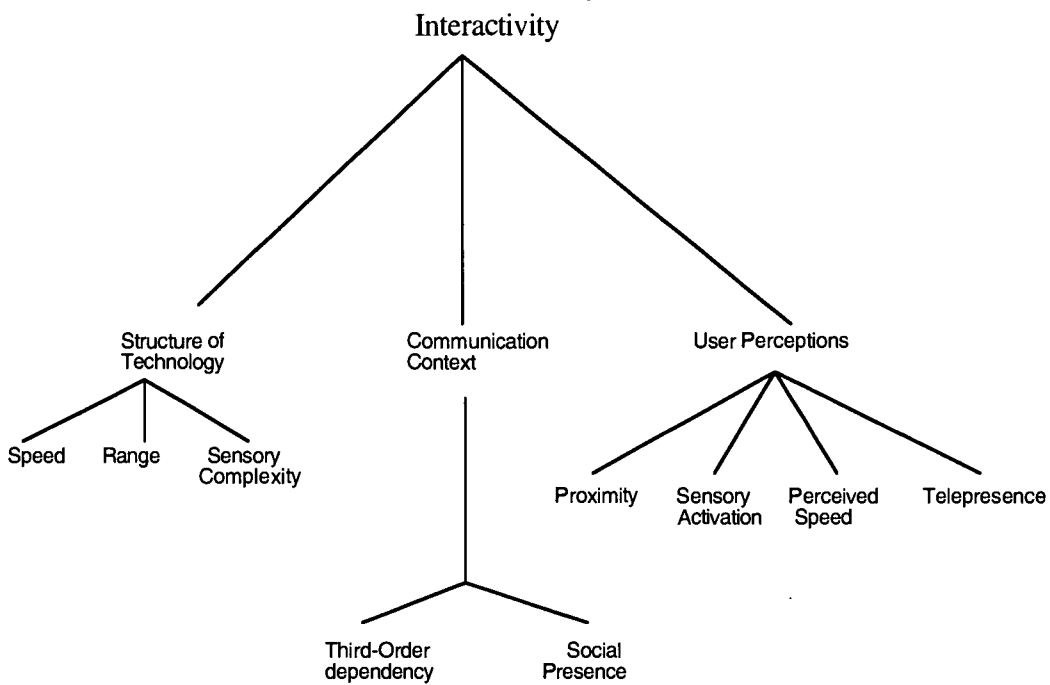 Interactivity
Structure of
Technology
Communication
Context
User Perceptions
Speed
Range
Sensory
Complexity
Proximity
Sensory
Activation
Perceived
Speed
Telepresence
Third-Order
dependency
Social
Presence